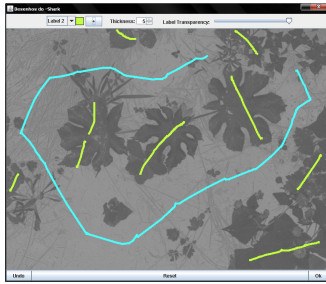 Desenhos do -Shark
Label 2 Thickness: 5 Label Transparency:
Undo Reset Ok